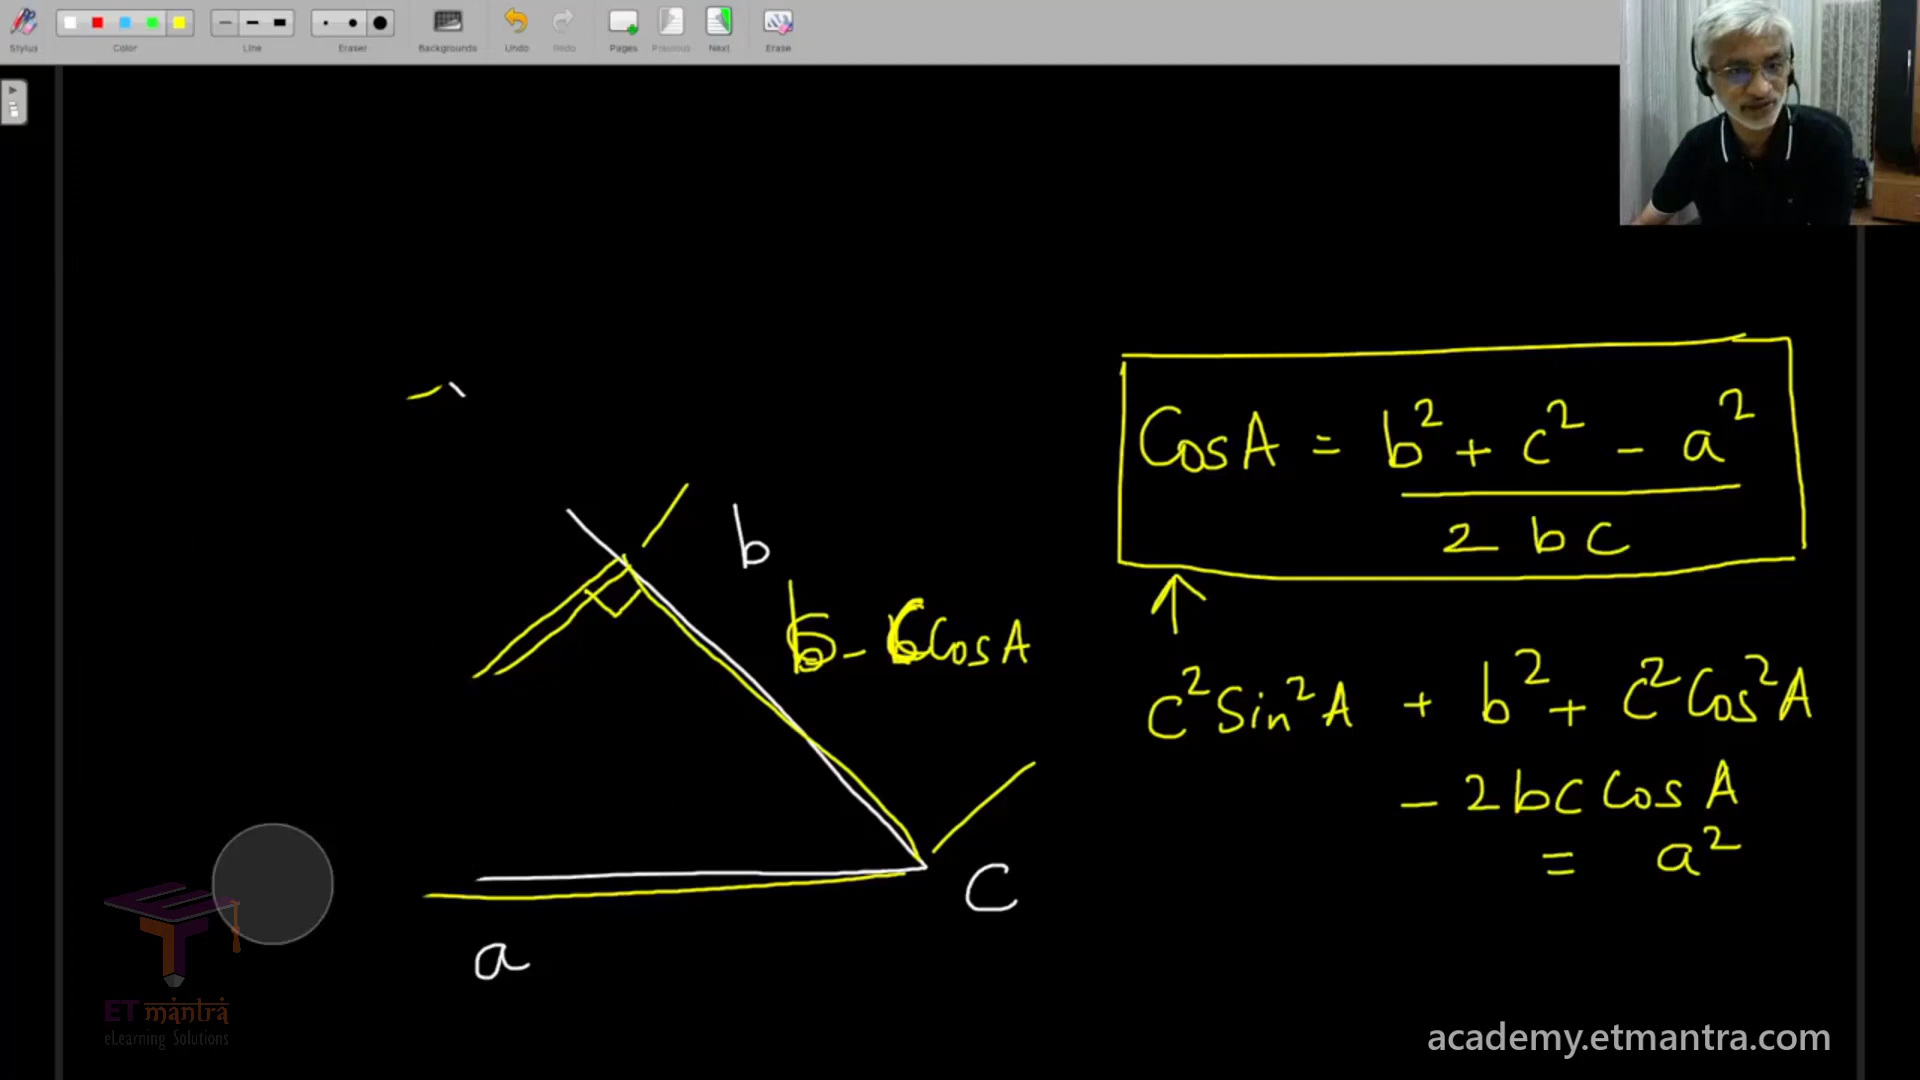 Stylus Color Line Eraser Backgrounds Undo Redo Pages Previous Next Erase
b
b - c Cos A
C
a
Cos A = b² + c² - a²
2 b c
↑
c² Sin² A + b² + c² Cos² A
- 2 b c Cos A
= a²
ET mantra
eLearning Solutions
academy.etmantra.com